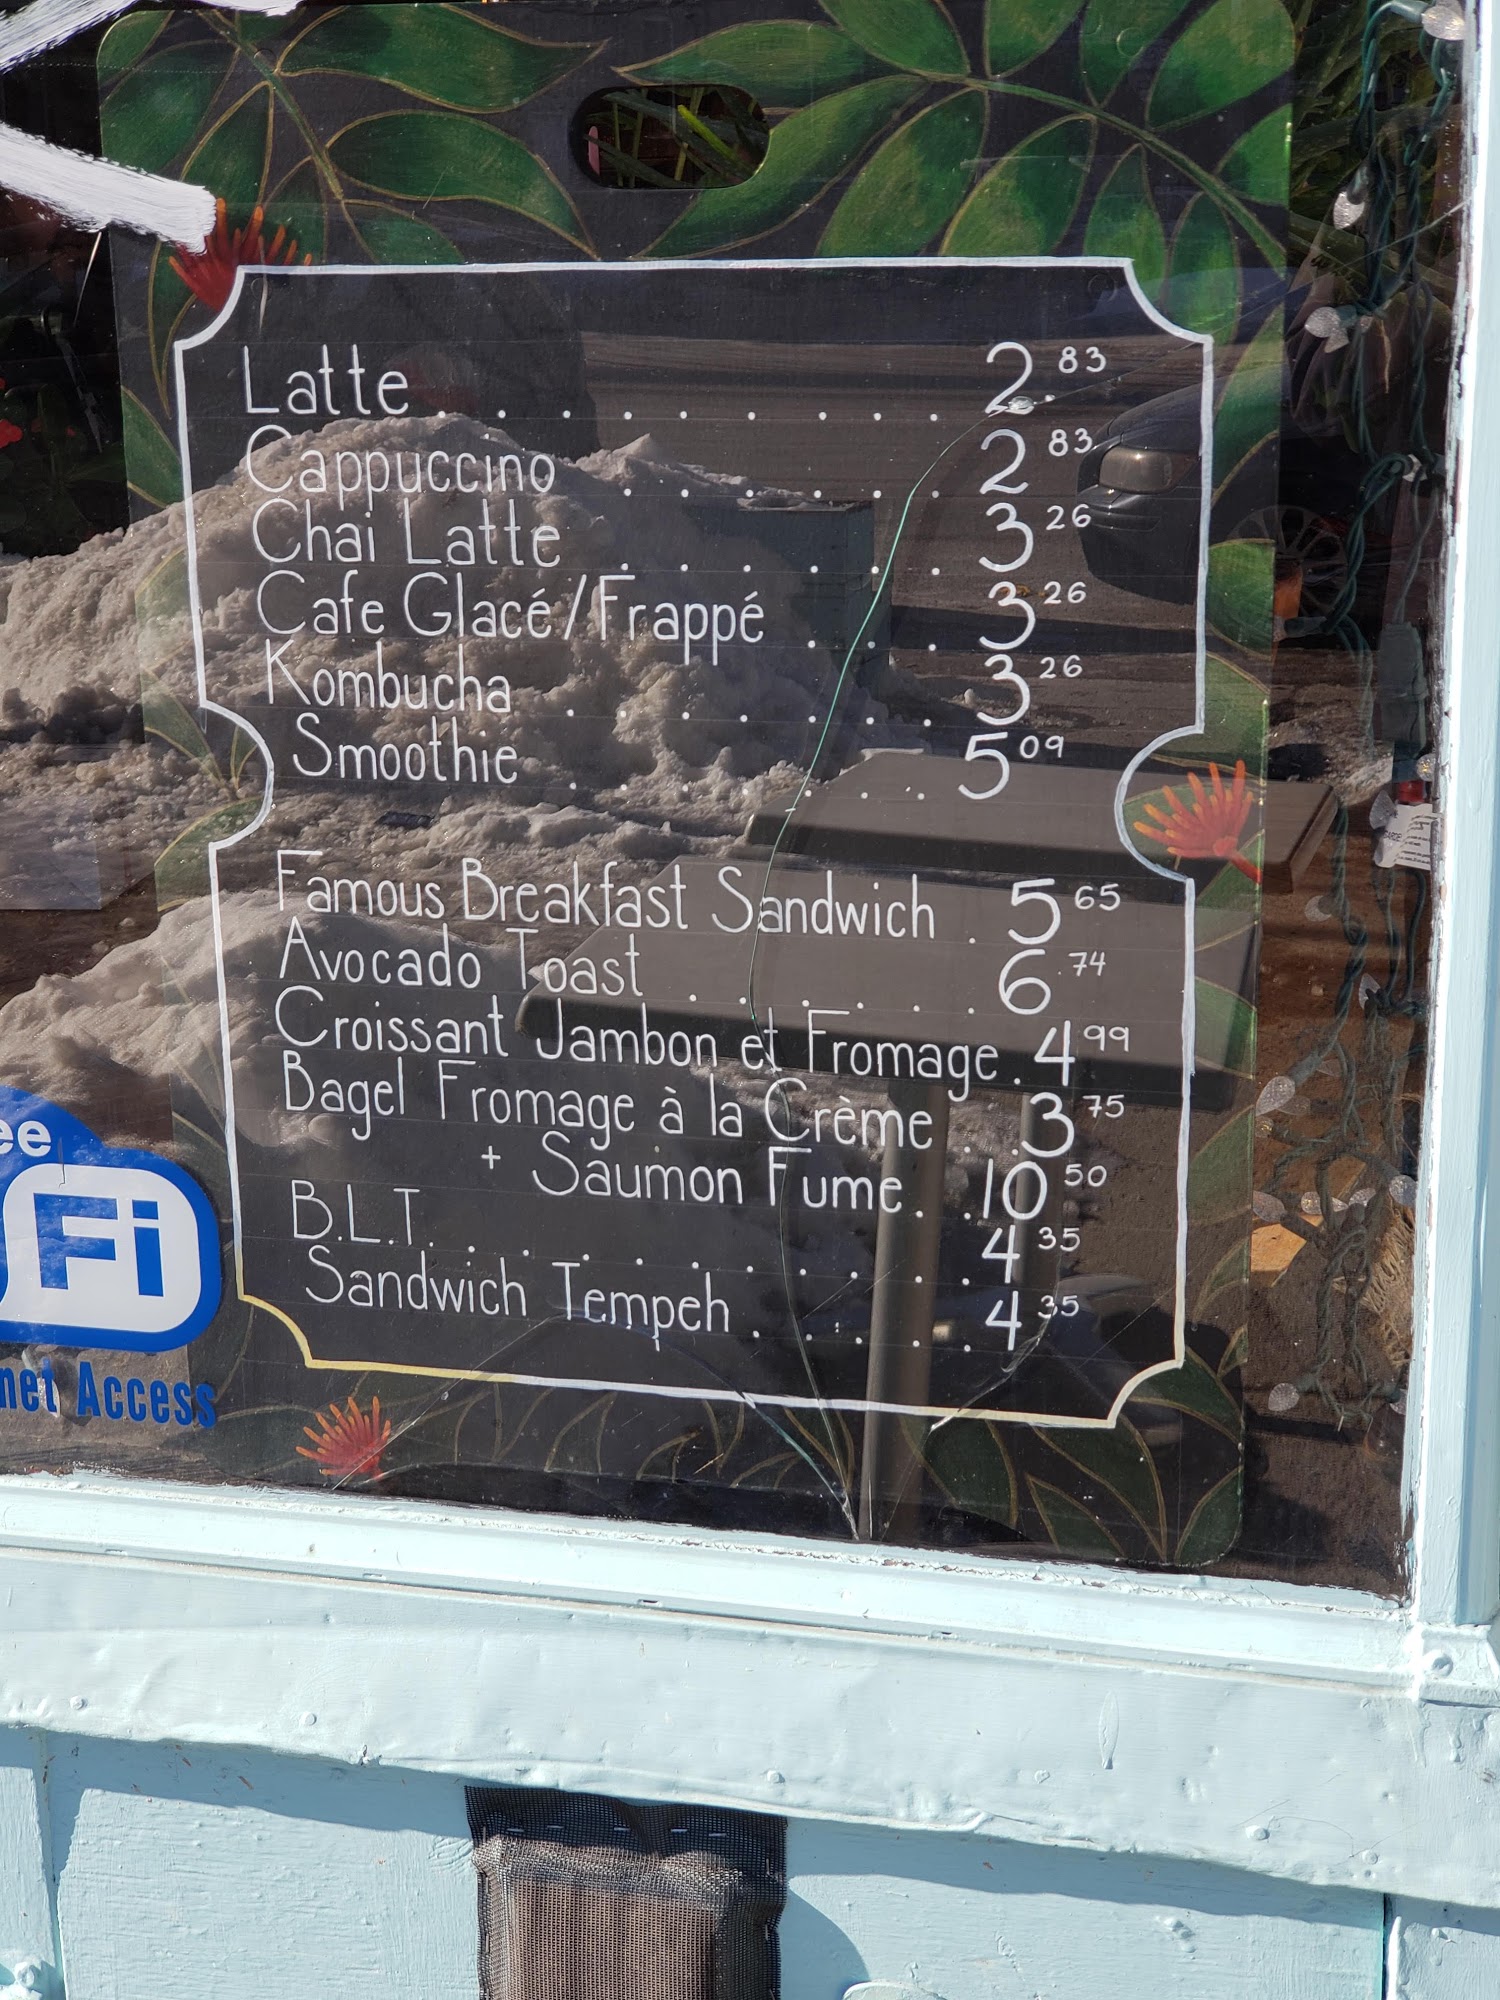 Latte . . . . . . . . . 2.83
Cappuccino . . . . . . 2 83
Chai Latte . . . . . . 3 26
Cafe Glacé/Frappé . . . 3 26
Kombucha . . . . . . . 3 26
Smoothie . . . . . . . 5 09
Famous Breakfast Sandwich . 5 65
Avocado Toast . . . . . . 6.74
Croissant Jambon et Fromage . 4 99
Bagel Fromage à la Crème . . 3 75
+ Saumon Fume . . 10 50
B.L.T. . . . . . . . . . . 4 35
Sandwich Tempeh . . . . . 4 35
ee
Fi
net Access